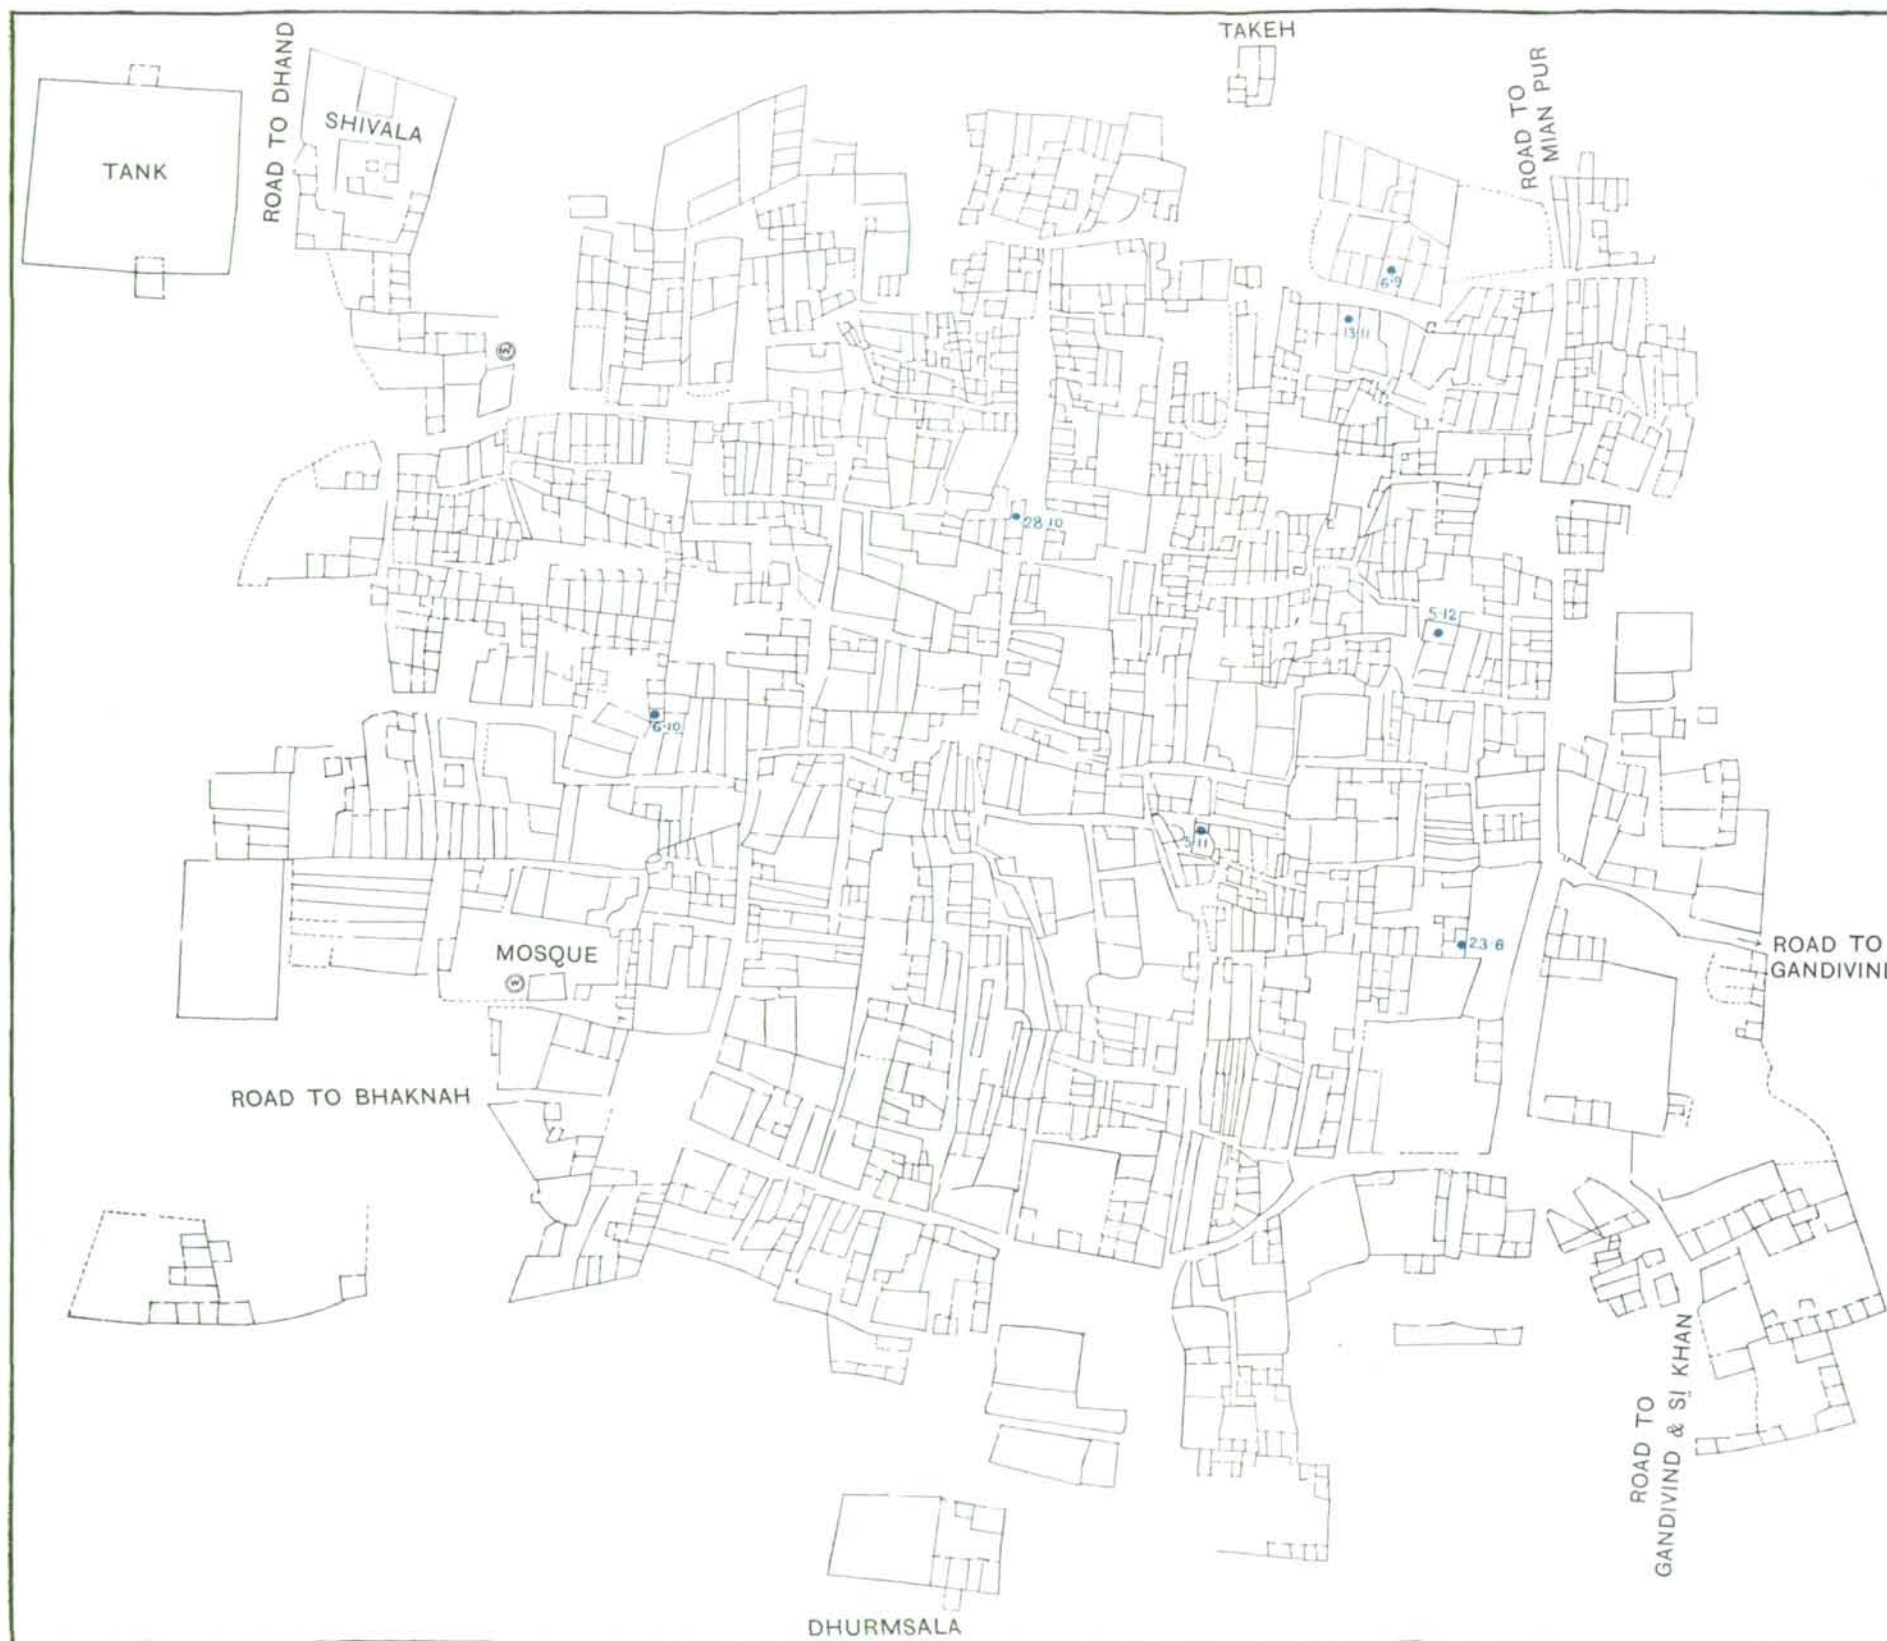 TAKEH
ROAD TO DHAND
ROAD TO
MIAN PUR
SHIVALA
TANK
6·9
13·11
W
28·10
5·12
6·10
5·11
23·6
MOSQUE
W
ROAD TO
GANDIVIND
ROAD TO BHAKNAH
ROAD TO
GANDIVIND & SI KHAN
DHURMSALA